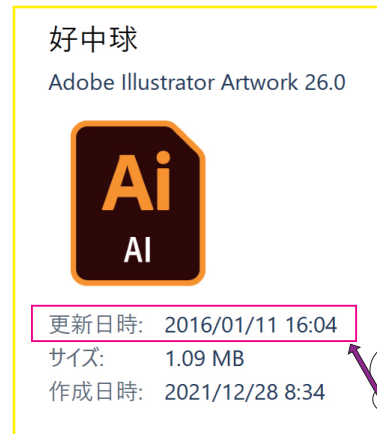 好中球
Adobe Illustrator Artwork 26.0
Ai
AI
更新日時: 2016/01/11 16:04
サイズ: 1.09 MB
作成日時: 2021/12/28 8:34